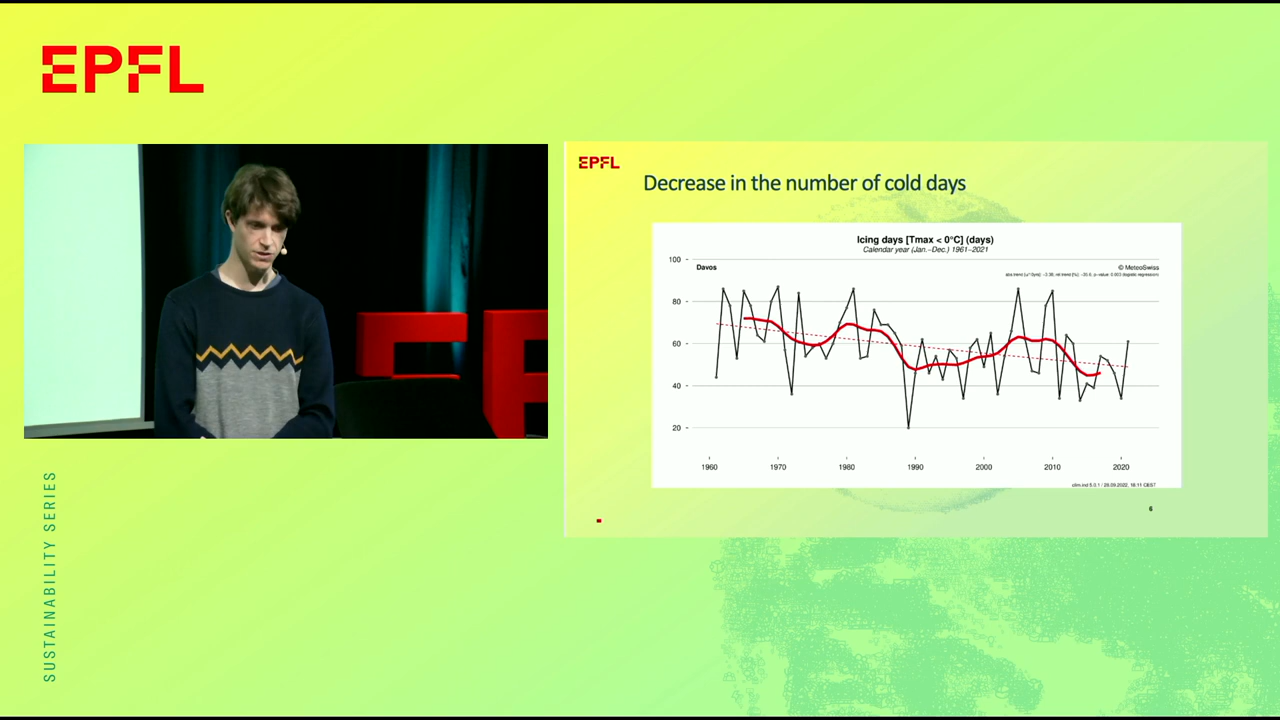 EPFL
EPFL
Decrease in the number of cold days
Icing days [Tmax < 0°C] (days)
Calendar year (Jan.–Dec.) 1961–2021
Davos
© MeteoSwiss
100
80
60
40
20
1960
1970
1980
1990
2000
2010
2020
6
SUSTAINABILITY SERIES